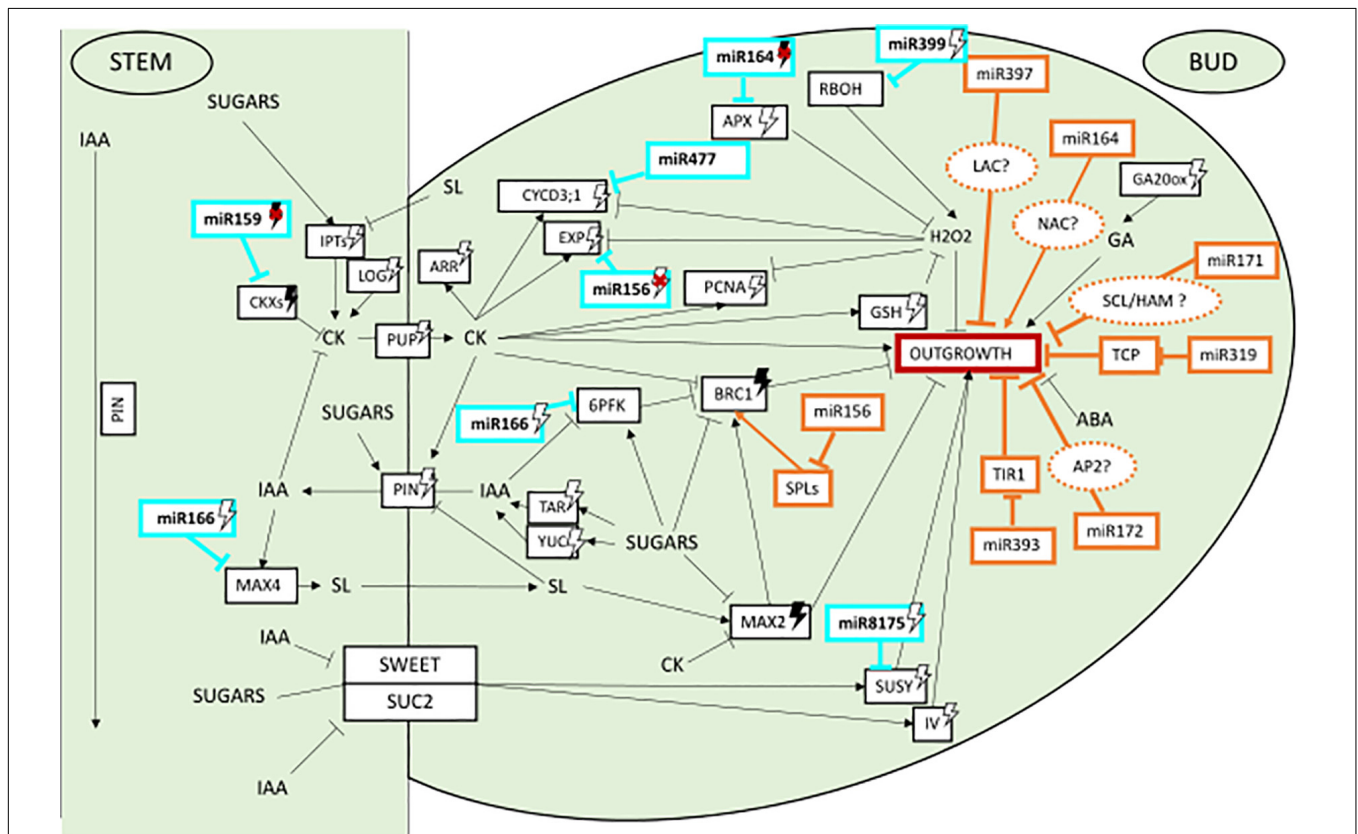 STEM
BUD
SUGARS
IAA
PIN
miR159
IPTs
LOG
CKXs
CK
PUP
SL
ARR
CK
miR164
APX
miR477
CYCD3;1
EXP
miR156
PCNA
GSH
RBOH
miR399
H2O2
miR397
LAC?
miR164
NAC?
GA20ox
GA
miR171
SCL/HAM ?
OUTGROWTH
TCP
miR319
ABA
AP2?
miR172
TIR1
miR393
BRC1
miR156
SPLs
6PFK
miR166
SUGARS
PIN
IAA
IAA
TAR
YUC
SUGARS
miR166
MAX4
SL
SL
MAX2
CK
miR8175
SUSY
IV
IAA
SWEET
SUC2
SUGARS
IAA